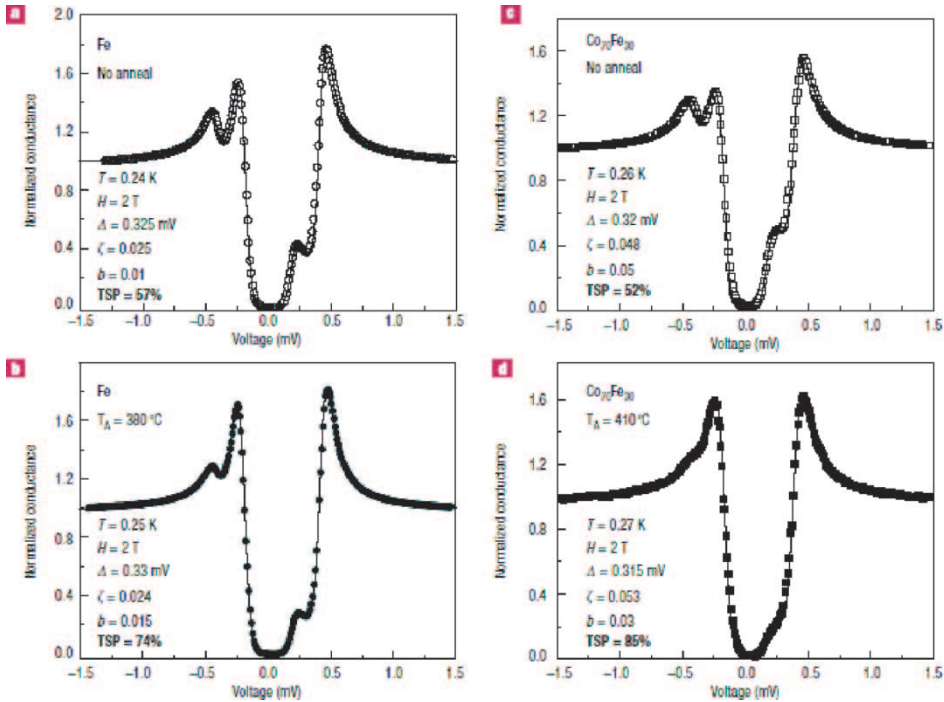 a
2.0
Fe
No anneal
1.6
1.2
0.8
0.4
0.0
Normalized conductance
T = 0.24 K
H = 2 T
Δ = 0.325 mV
ζ = 0.025
b = 0.01
TSP = 57%
−1.5 −1.0 −0.5 0.0 0.5 1.0 1.5
Voltage (mV)
c
Co70Fe30
No anneal
1.6
1.2
0.8
0.4
0.0
Normalized conductance
T = 0.26 K
H = 2 T
Δ = 0.32 mV
ζ = 0.048
b = 0.05
TSP = 52%
−1.5 −1.0 −0.5 0.0 0.5 1.0 1.5
Voltage (mV)
b
Fe
TA = 380 °C
1.6
1.2
0.8
0.4
0.0
Normalized conductance
T = 0.25 K
H = 2 T
Δ = 0.33 mV
ζ = 0.024
b = 0.015
TSP = 74%
−1.5 −1.0 −0.5 0.0 0.5 1.0 1.5
Voltage (mV)
d
Co70Fe30
TA = 410 °C
1.6
1.2
0.8
0.4
0.0
Normalized conductance
T = 0.27 K
H = 2 T
Δ = 0.315 mV
ζ = 0.053
b = 0.03
TSP = 85%
−1.5 −1.0 −0.5 0.0 0.5 1.0 1.5
Voltage (mV)